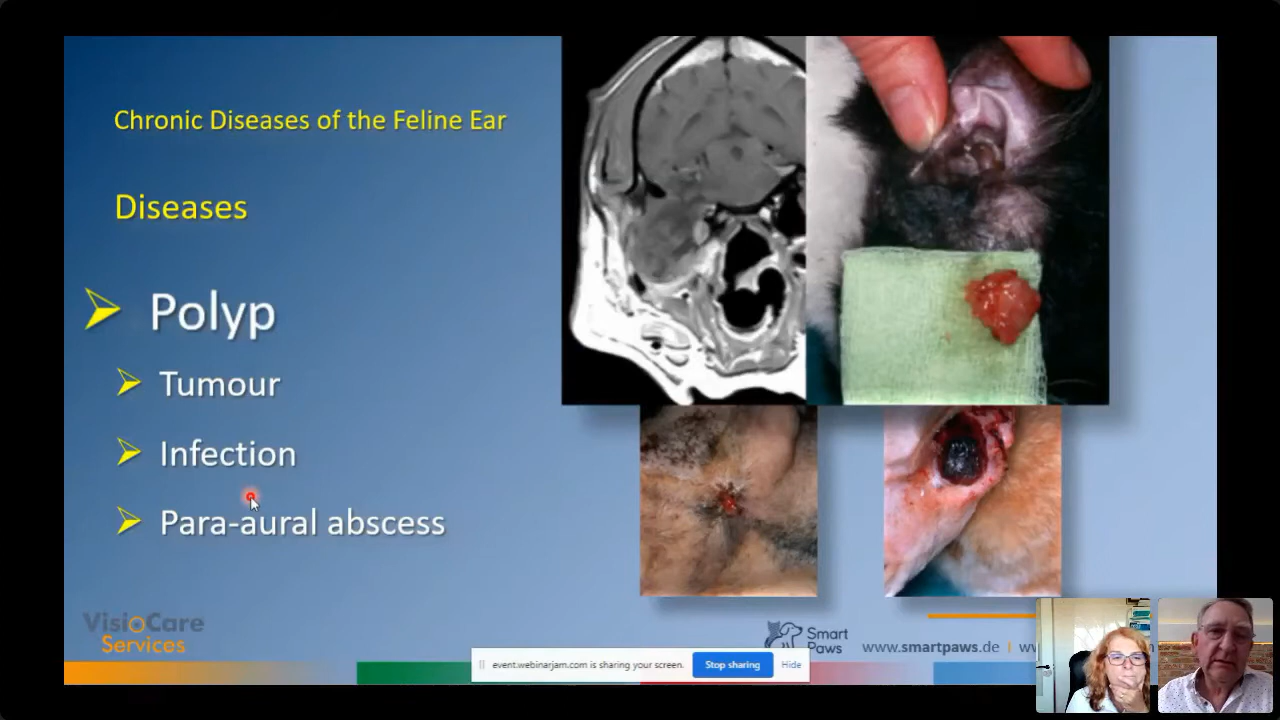 Chronic Diseases of the Feline Ear
Diseases
Polyp
Tumour
Infection
Para-aural abscess
VisioCare
Services
Smart
Paws
www.smartpaws.de
event.webinarjam.com is sharing your screen.
Stop sharing
Hide